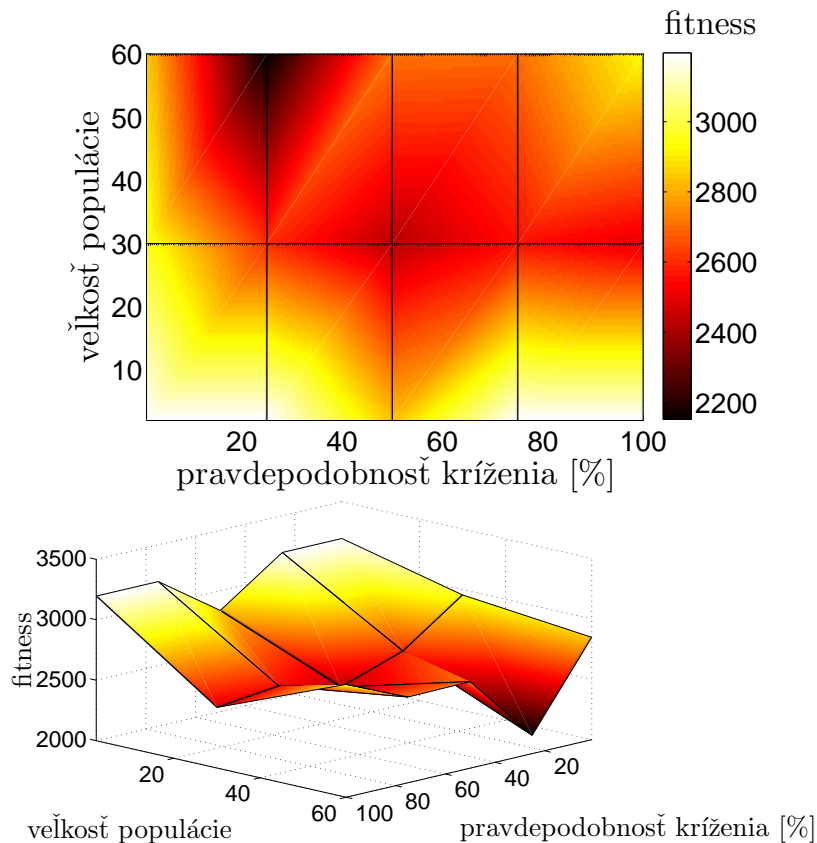 fitness
60
50
40
30
20
10
veľkosť populácie
3000
2800
2600
2400
2200
20 40 60 80 100
pravdepodobnosť kríženia [%]
3500
3000
2500
2000
fitness
20
40
60
100 80 60 40 20
veľkosť populácie
pravdepodobnosť kríženia [%]